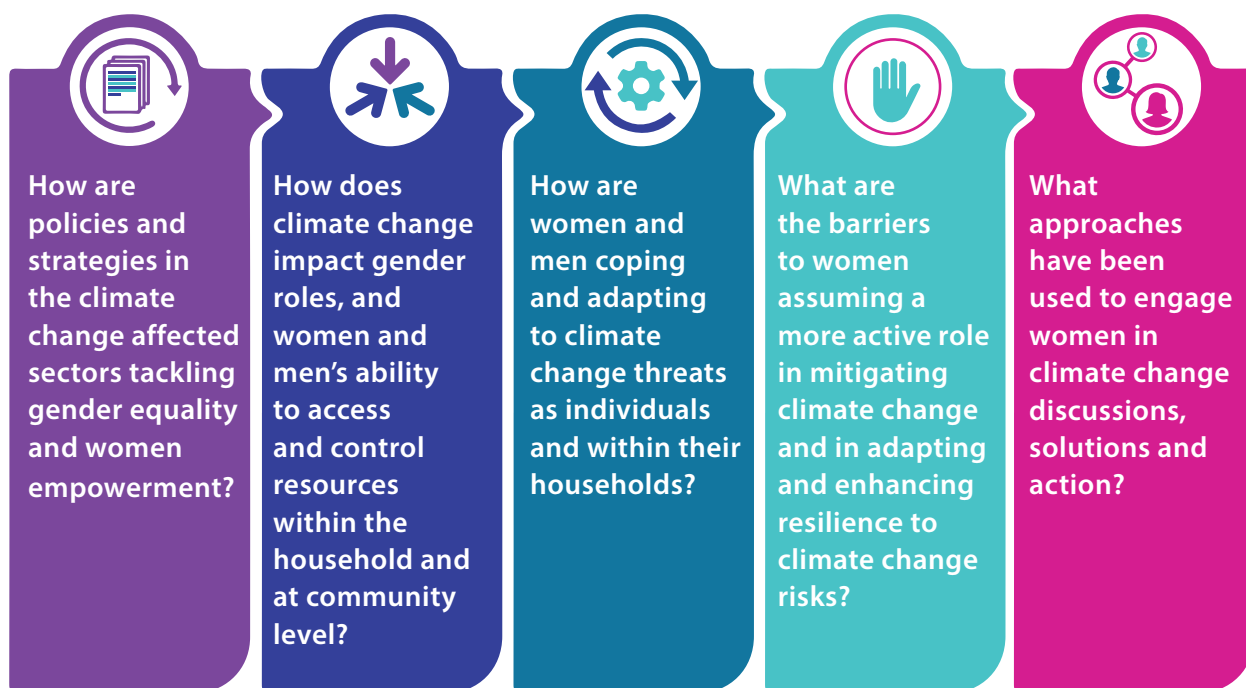 How are
policies and
strategies in
the climate
change affected
sectors tackling
gender equality
and women
empowerment?
How does
climate change
impact gender
roles, and
women and
men’s ability
to access
and control
resources
within the
household and
at community
level?
How are
women and
men coping
and adapting
to climate
change threats
as individuals
and within their
households?
What are
the barriers
to women
assuming a
more active role
in mitigating
climate change
and in adapting
and enhancing
resilience to
climate change
risks?
What
approaches
have been
used to engage
women in
climate change
discussions,
solutions and
action?